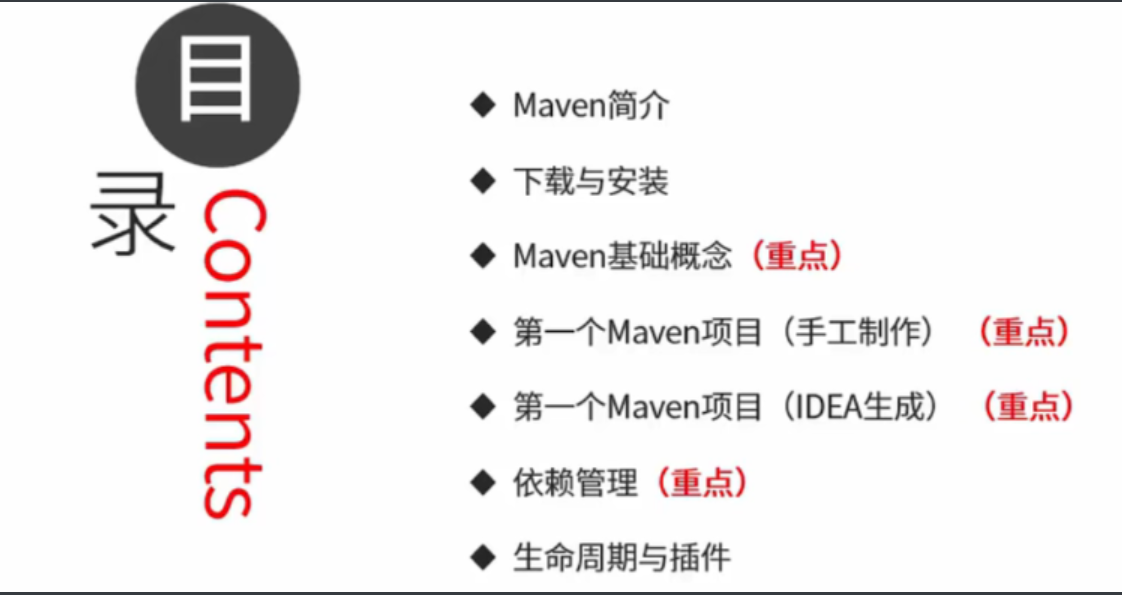 目
录
Contents
◆ Maven简介
◆ 下载与安装
◆ Maven基础概念（重点）
◆ 第一个Maven项目（手工制作）（重点）
◆ 第一个Maven项目（IDEA生成）（重点）
◆ 依赖管理（重点）
◆ 生命周期与插件